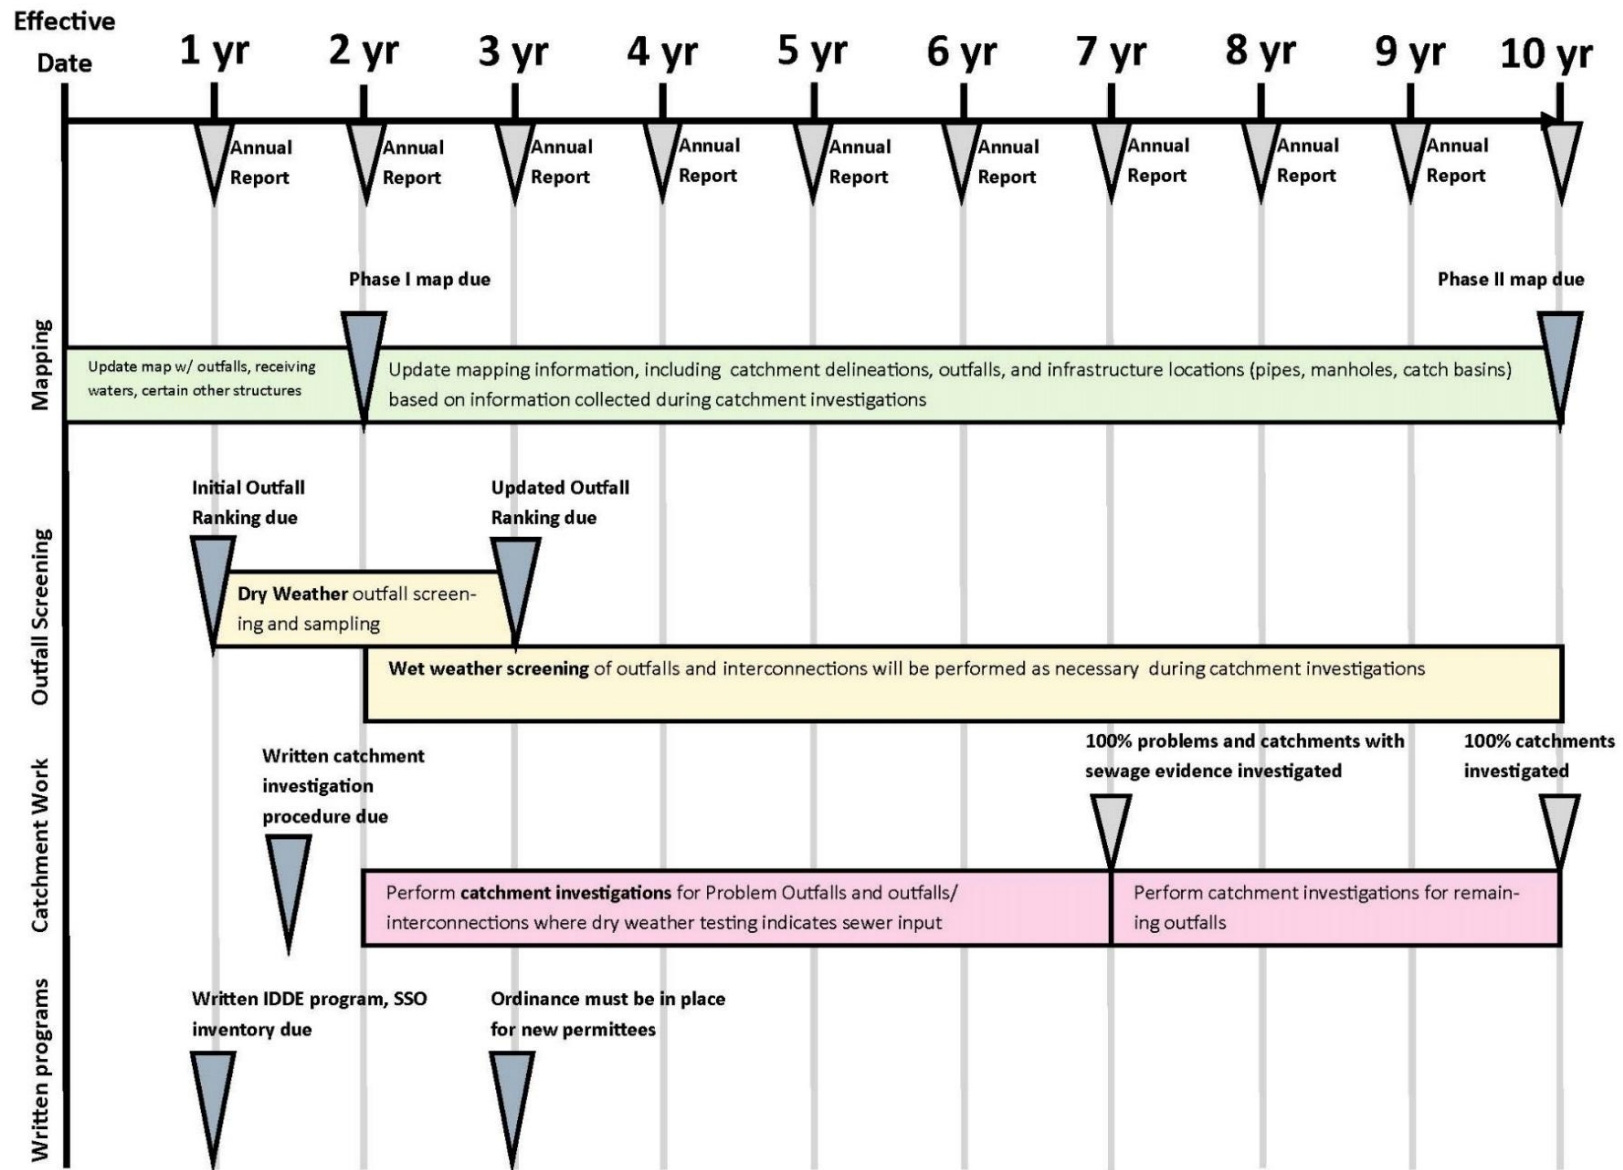 Effective
Date
1 yr
2 yr
3 yr
4 yr
5 yr
6 yr
7 yr
8 yr
9 yr
10 yr
Annual
Report
Annual
Report
Annual
Report
Annual
Report
Annual
Report
Annual
Report
Annual
Report
Annual
Report
Annual
Report
Mapping
Phase I map due
Phase II map due
Update map w/ outfalls, receiving
waters, certain other structures
Update mapping information, including catchment delineations, outfalls, and infrastructure locations (pipes, manholes, catch basins)
based on information collected during catchment investigations
Outfall Screening
Initial Outfall
Ranking due
Updated Outfall
Ranking due
Dry Weather outfall screen-
ing and sampling
Wet weather screening of outfalls and interconnections will be performed as necessary during catchment investigations
Catchment Work
Written catchment
investigation
procedure due
100% problems and catchments with
sewage evidence investigated
100% catchments
investigated
Perform catchment investigations for Problem Outfalls and outfalls/
interconnections where dry weather testing indicates sewer input
Perform catchment investigations for remain-
ing outfalls
Written programs
Written IDDE program, SSO
inventory due
Ordinance must be in place
for new permittees